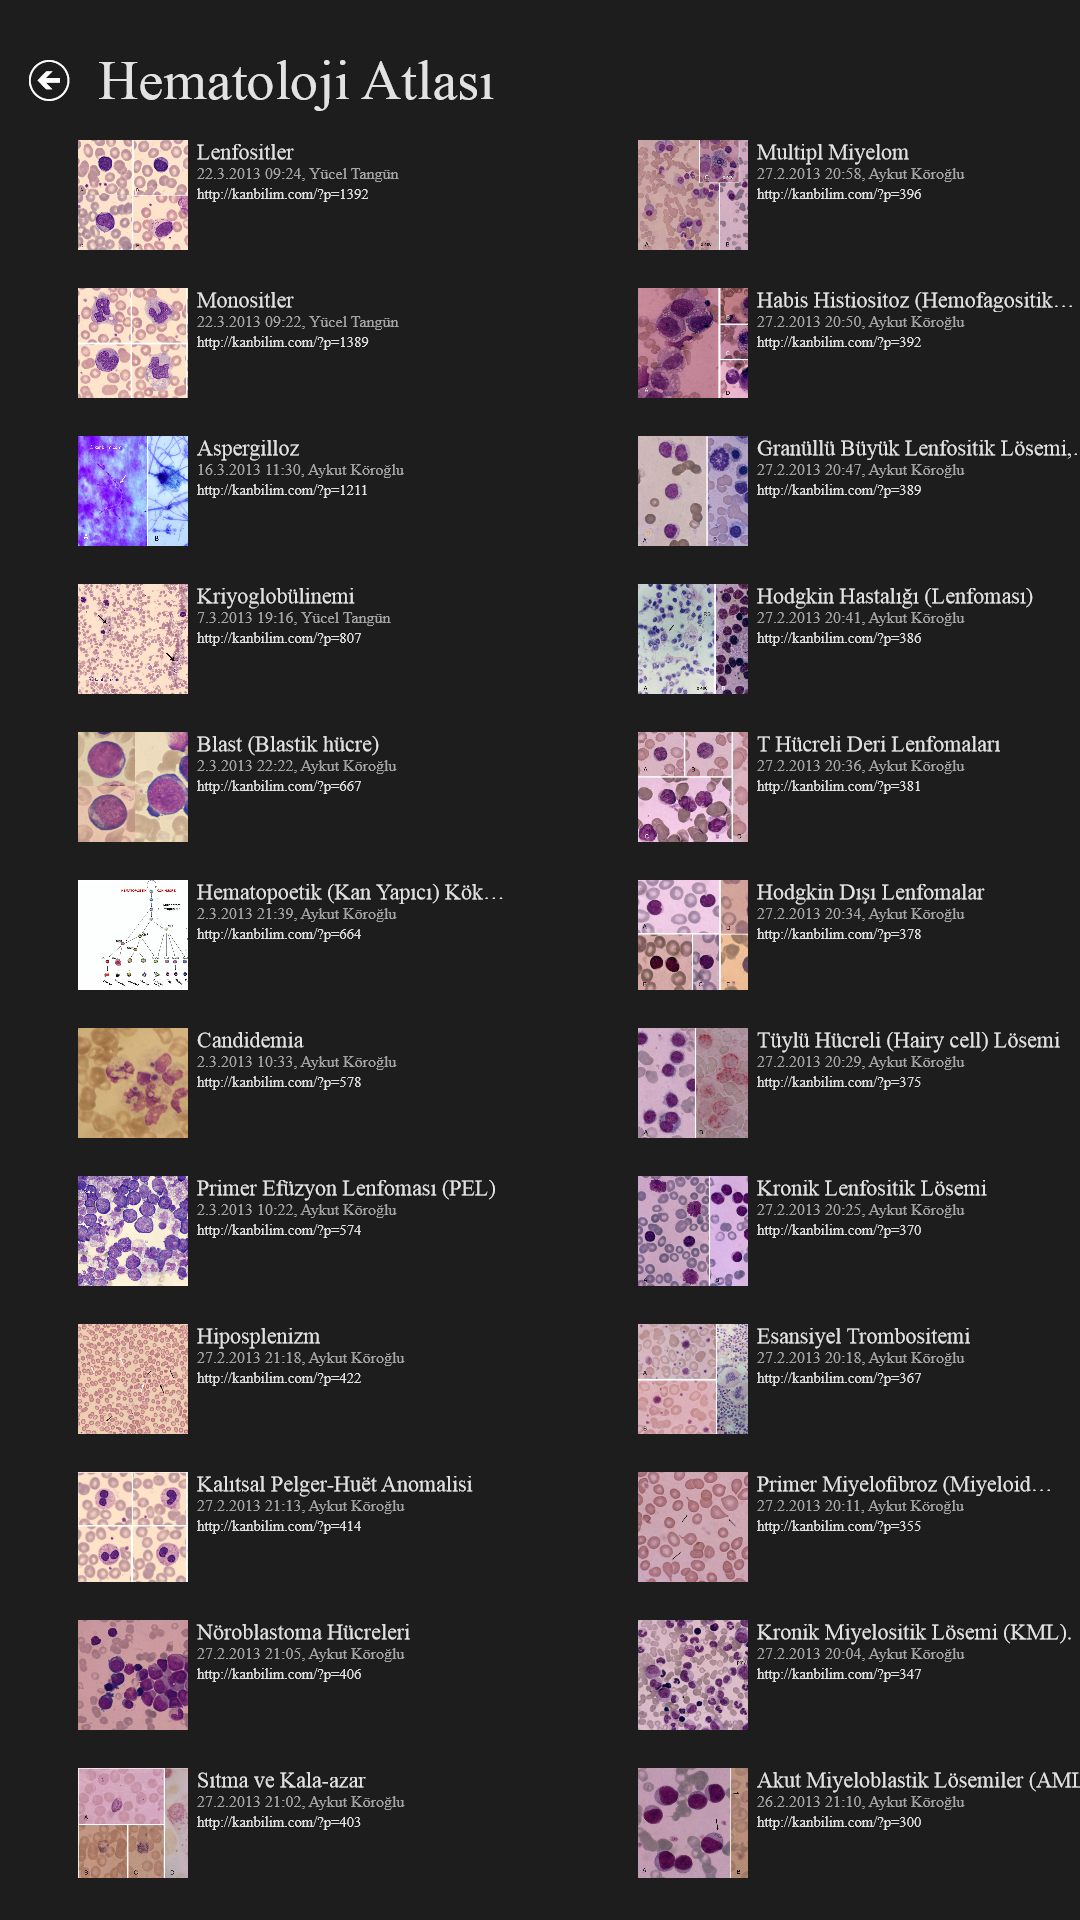 Hematoloji Atlası
Lenfositler
22.3.2013 09:24, Yücel Tangün
http://kanbilim.com/?p=1392
Monositler
22.3.2013 09:22, Yücel Tangün
http://kanbilim.com/?p=1389
Aspergilloz
16.3.2013 11:30, Aykut Köroğlu
http://kanbilim.com/?p=1211
Kriyoglobülinemi
7.3.2013 19:16, Yücel Tangün
http://kanbilim.com/?p=807
Blast (Blastik hücre)
2.3.2013 22:22, Aykut Köroğlu
http://kanbilim.com/?p=667
Hematopoetik (Kan Yapıcı) Kök…
2.3.2013 21:39, Aykut Köroğlu
http://kanbilim.com/?p=664
Candidemia
2.3.2013 10:33, Aykut Köroğlu
http://kanbilim.com/?p=578
Primer Efüzyon Lenfoması (PEL)
2.3.2013 10:22, Aykut Köroğlu
http://kanbilim.com/?p=574
Hiposplenizm
27.2.2013 21:18, Aykut Köroğlu
http://kanbilim.com/?p=422
Kalıtsal Pelger-Huët Anomalisi
27.2.2013 21:13, Aykut Köroğlu
http://kanbilim.com/?p=414
Nöroblastoma Hücreleri
27.2.2013 21:05, Aykut Köroğlu
http://kanbilim.com/?p=406
Sıtma ve Kala-azar
27.2.2013 21:02, Aykut Köroğlu
http://kanbilim.com/?p=403
Multipl Miyelom
27.2.2013 20:58, Aykut Köroğlu
http://kanbilim.com/?p=396
Habis Histiositoz (Hemofagositik…
27.2.2013 20:50, Aykut Köroğlu
http://kanbilim.com/?p=392
Granüllü Büyük Lenfositik Lösemi,.
27.2.2013 20:47, Aykut Köroğlu
http://kanbilim.com/?p=389
Hodgkin Hastalığı (Lenfoması)
27.2.2013 20:41, Aykut Köroğlu
http://kanbilim.com/?p=386
T Hücreli Deri Lenfomaları
27.2.2013 20:36, Aykut Köroğlu
http://kanbilim.com/?p=381
Hodgkin Dışı Lenfomalar
27.2.2013 20:34, Aykut Köroğlu
http://kanbilim.com/?p=378
Tüylü Hücreli (Hairy cell) Lösemi
27.2.2013 20:29, Aykut Köroğlu
http://kanbilim.com/?p=375
Kronik Lenfositik Lösemi
27.2.2013 20:25, Aykut Köroğlu
http://kanbilim.com/?p=370
Esansiyel Trombositemi
27.2.2013 20:18, Aykut Köroğlu
http://kanbilim.com/?p=367
Primer Miyelofibroz (Miyeloid…
27.2.2013 20:11, Aykut Köroğlu
http://kanbilim.com/?p=355
Kronik Miyelositik Lösemi (KML).
27.2.2013 20:04, Aykut Köroğlu
http://kanbilim.com/?p=347
Akut Miyeloblastik Lösemiler (AML
26.2.2013 21:10, Aykut Köroğlu
http://kanbilim.com/?p=300